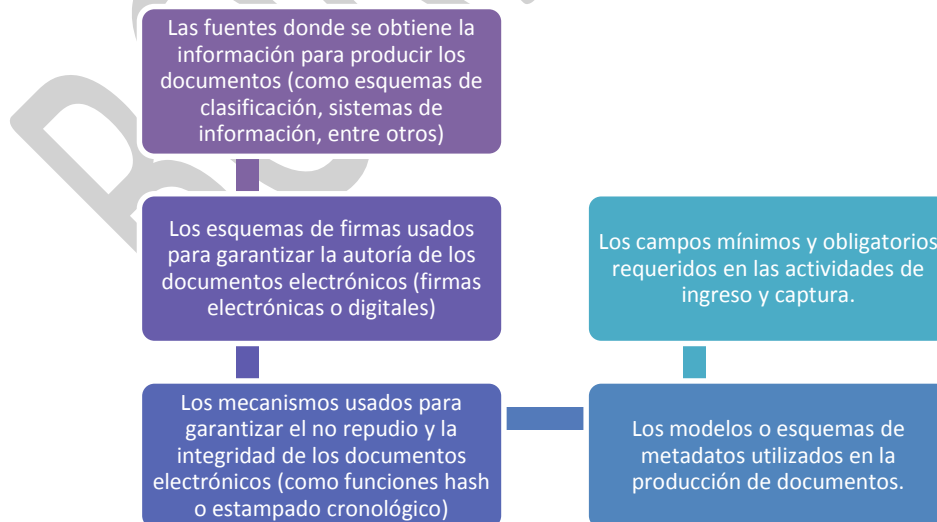 Las fuentes donde se obtiene la
información para producir los
documentos (como esquemas de
clasificación, sistemas de
información, entre otros)
Los esquemas de firmas usados
para garantizar la autoría de los
documentos electrónicos (firmas
electrónicas o digitales)
Los mecanismos usados para
garantizar el no repudio y la
integridad de los documentos
electrónicos (como funciones hash
o estampado cronológico)
Los modelos o esquemas de
metadatos utilizados en la
producción de documentos.
Los campos mínimos y obligatorios
requeridos en las actividades de
ingreso y captura.